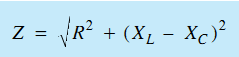 Z = √R² + (X_L − X_C)²